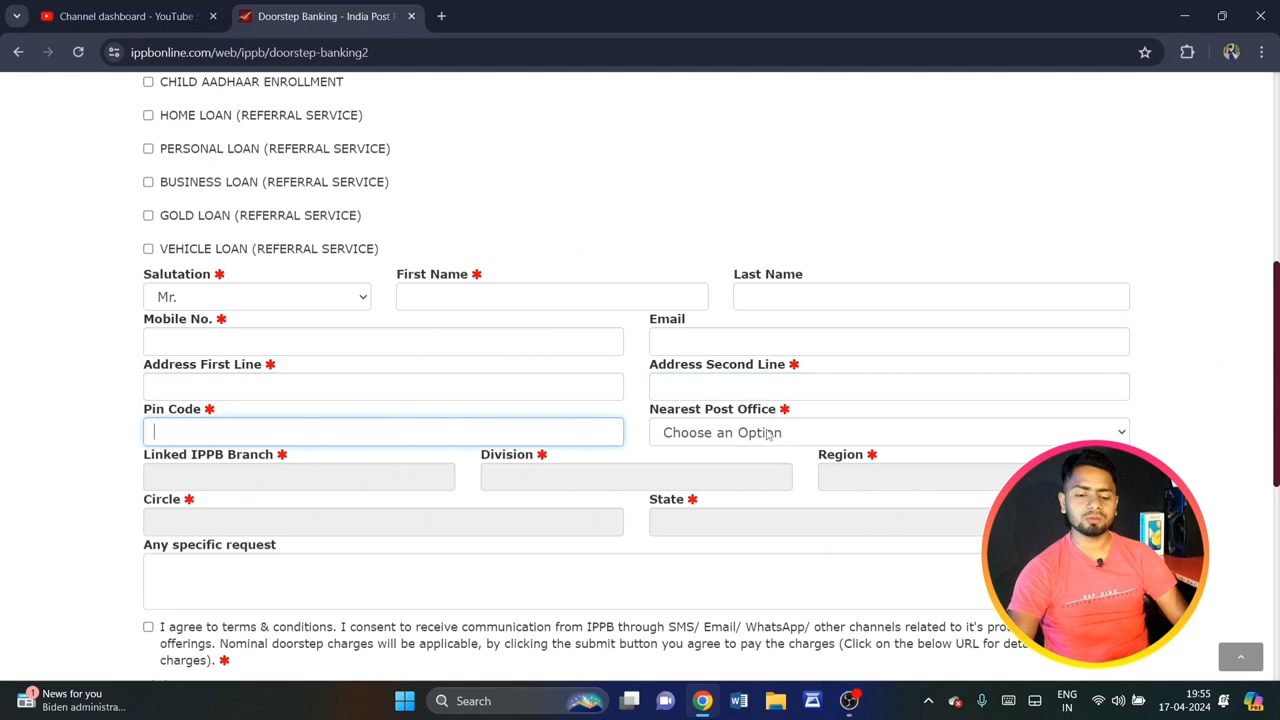 Channel dashboard - YouTube S
Doorstep Banking - India Post P
ippbonline.com/web/ippb/doorstep-banking2
CHILD AADHAAR ENROLLMENT
HOME LOAN (REFERRAL SERVICE)
PERSONAL LOAN (REFERRAL SERVICE)
BUSINESS LOAN (REFERRAL SERVICE)
GOLD LOAN (REFERRAL SERVICE)
VEHICLE LOAN (REFERRAL SERVICE)
Salutation * First Name * Last Name
Mr.
Mobile No. * Email
Address First Line * Address Second Line *
Pin Code * Nearest Post Office *
Choose an Option
Linked IPPB Branch * Division * Region *
Circle * State *
Any specific request
I agree to terms & conditions. I consent to receive communication from IPPB through SMS/ Email/ WhatsApp/ other channels related to it's pro
offerings. Nominal doorstep charges will be applicable, by clicking the submit button you agree to pay the charges (Click on the below URL for deta
charges). *
1 News for you
Biden administra...
Search
ENG
IN
19:55
17-04-2024